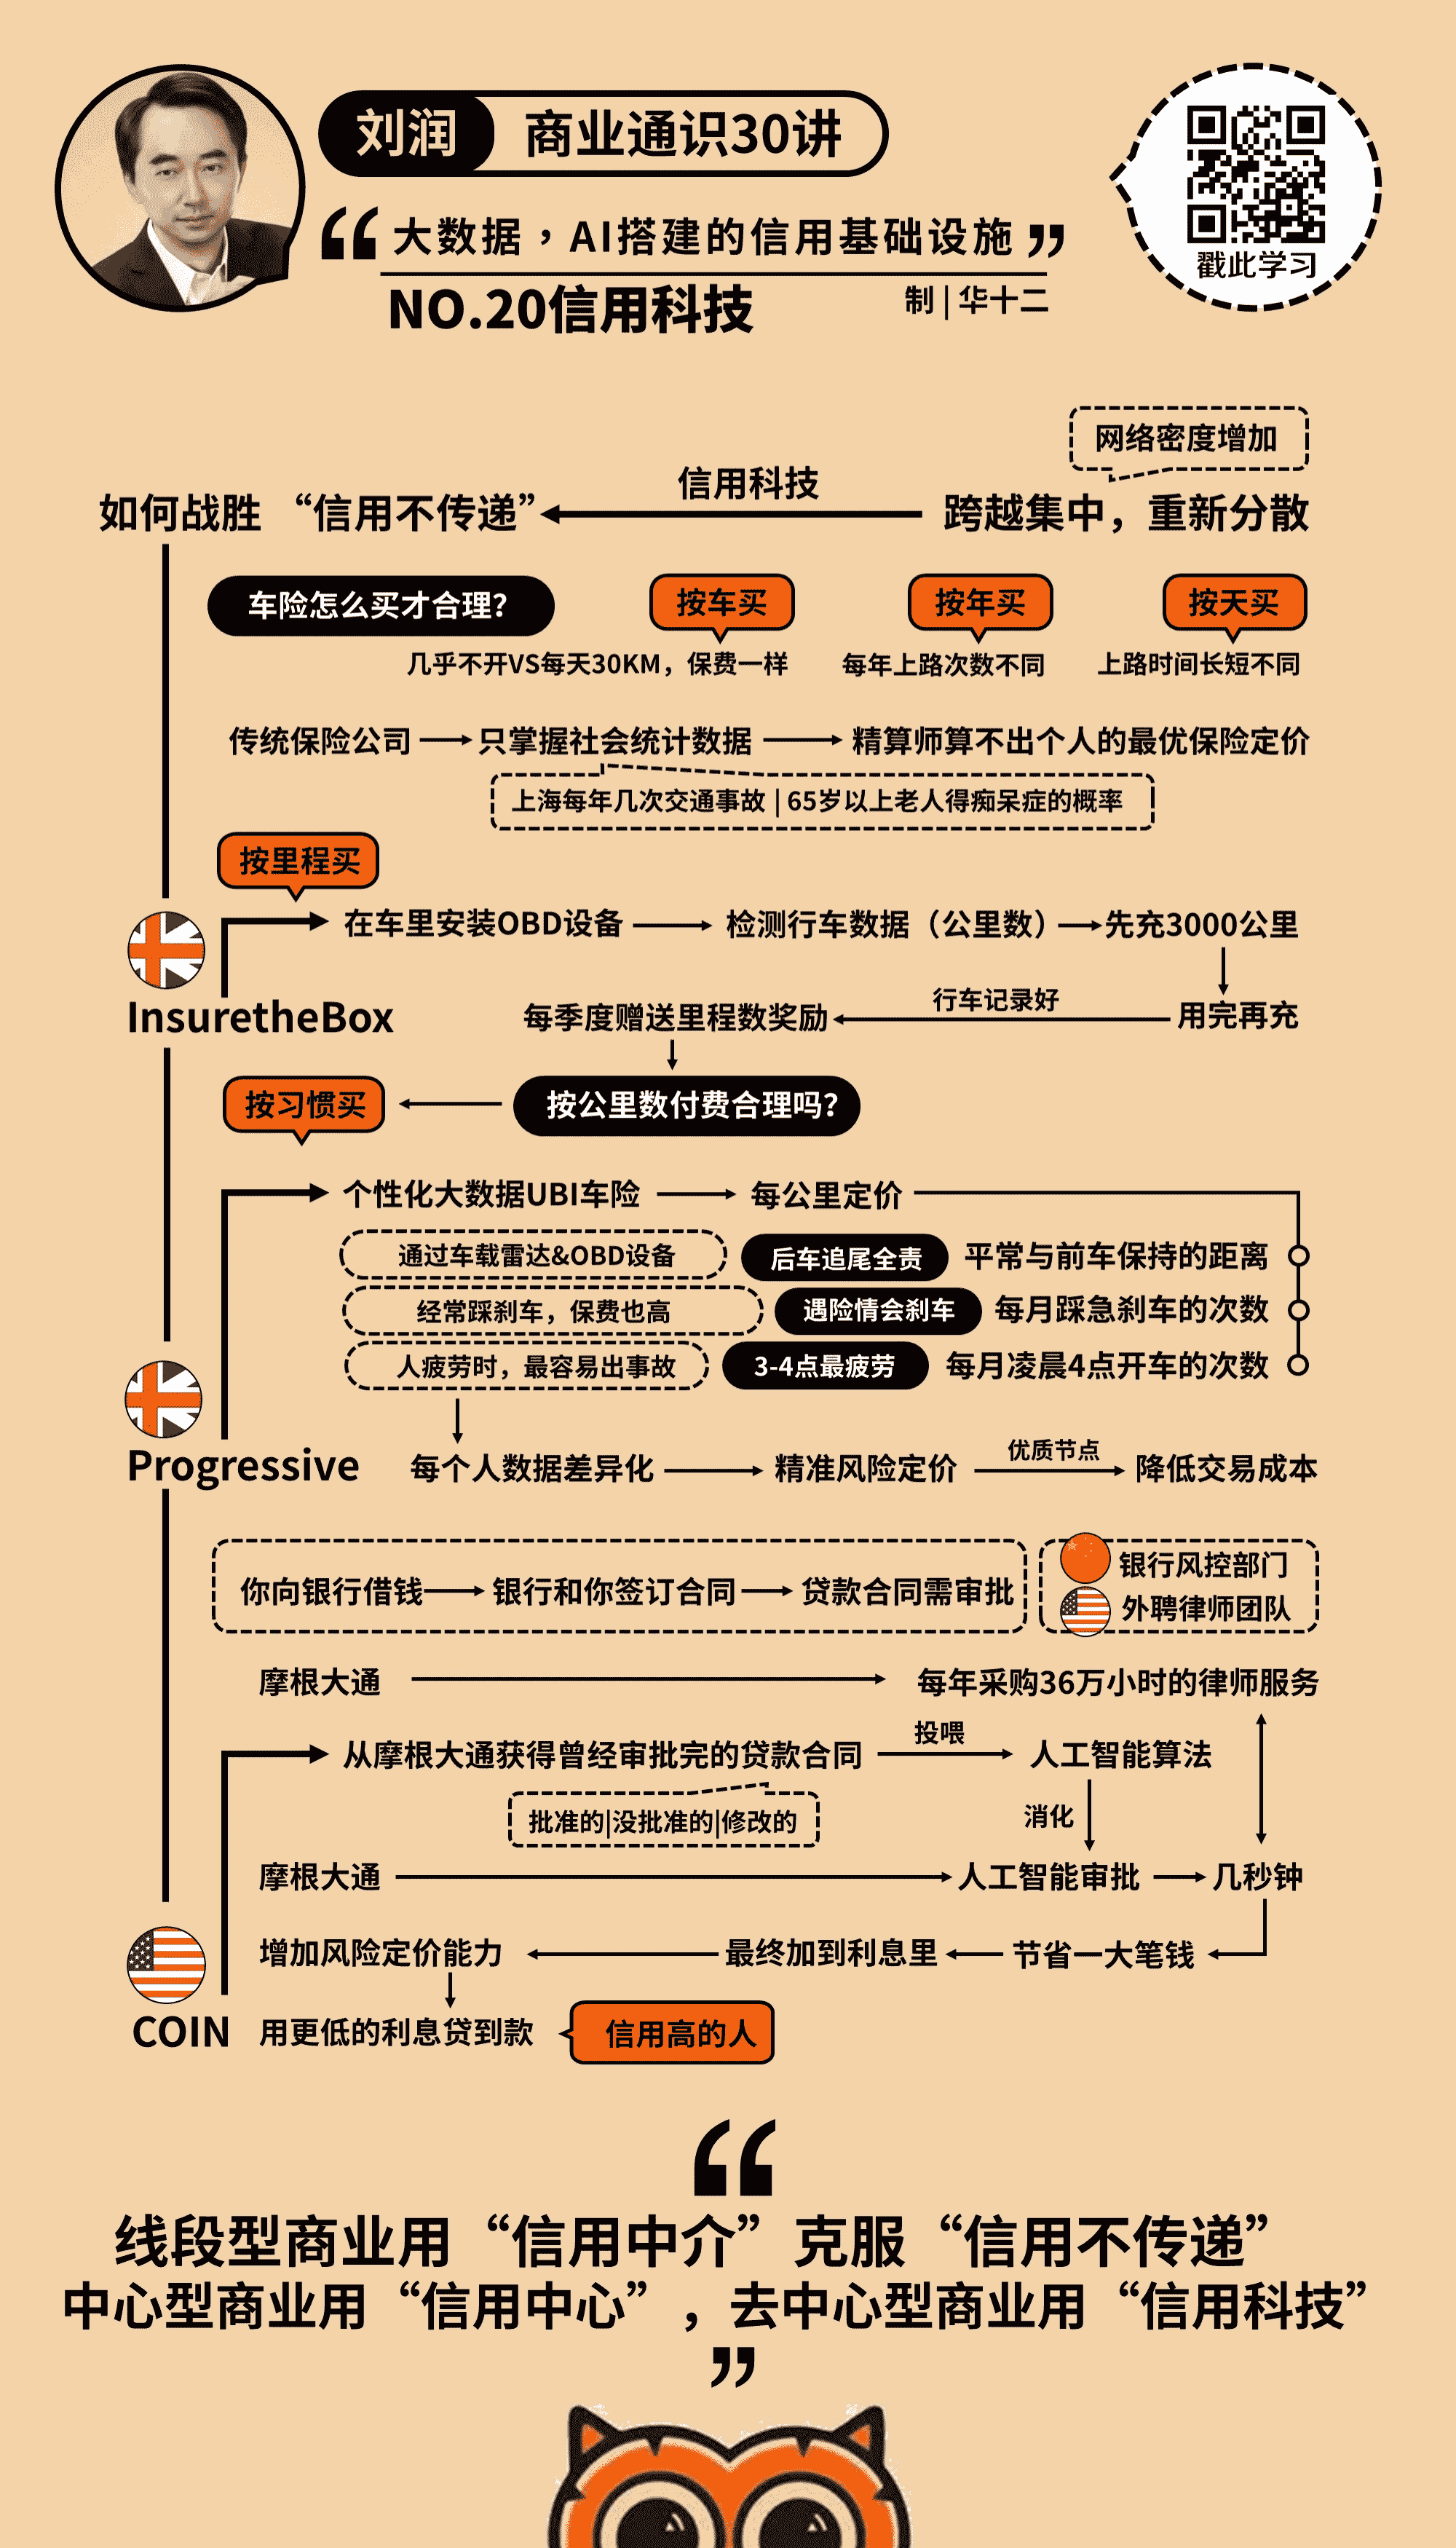 刘润 商业通识30讲
“大数据，AI搭建的信用基础设施”
NO.20信用科技
制 | 华十二
戳此学习
网络密度增加
如何战胜 “信用不传递”
信用科技
跨越集中，重新分散
车险怎么买才合理？
按车买
按年买
按天买
几乎不开VS每天30KM，保费一样
每年上路次数不同
上路时间长短不同
传统保险公司
只掌握社会统计数据
精算师算不出个人的最优保险定价
上海每年几次交通事故 | 65岁以上老人得痴呆症的概率
按里程买
在车里安装OBD设备
检测行车数据（公里数）
先充3000公里
InsuretheBox
每季度赠送里程数奖励
行车记录好
用完再充
按习惯买
按公里数付费合理吗？
个性化大数据UBI车险
每公里定价
通过车载雷达&OBD设备
后车追尾全责
平常与前车保持的距离
经常踩刹车，保费也高
遇险情会刹车
每月踩急刹车的次数
人疲劳时，最容易出事故
3-4点最疲劳
每月凌晨4点开车的次数
Progressive
每个人数据差异化
精准风险定价
优质节点
降低交易成本
你向银行借钱
银行和你签订合同
贷款合同需审批
银行风控部门
外聘律师团队
摩根大通
每年采购36万小时的律师服务
从摩根大通获得曾经审批完的贷款合同
投喂
人工智能算法
批准的|没批准的|修改的
消化
摩根大通
人工智能审批
几秒钟
增加风险定价能力
最终加到利息里
节省一大笔钱
COIN
用更低的利息贷到款
信用高的人
“
线段型商业用“信用中介”克服“信用不传递”
中心型商业用“信用中心”，去中心型商业用“信用科技”
”